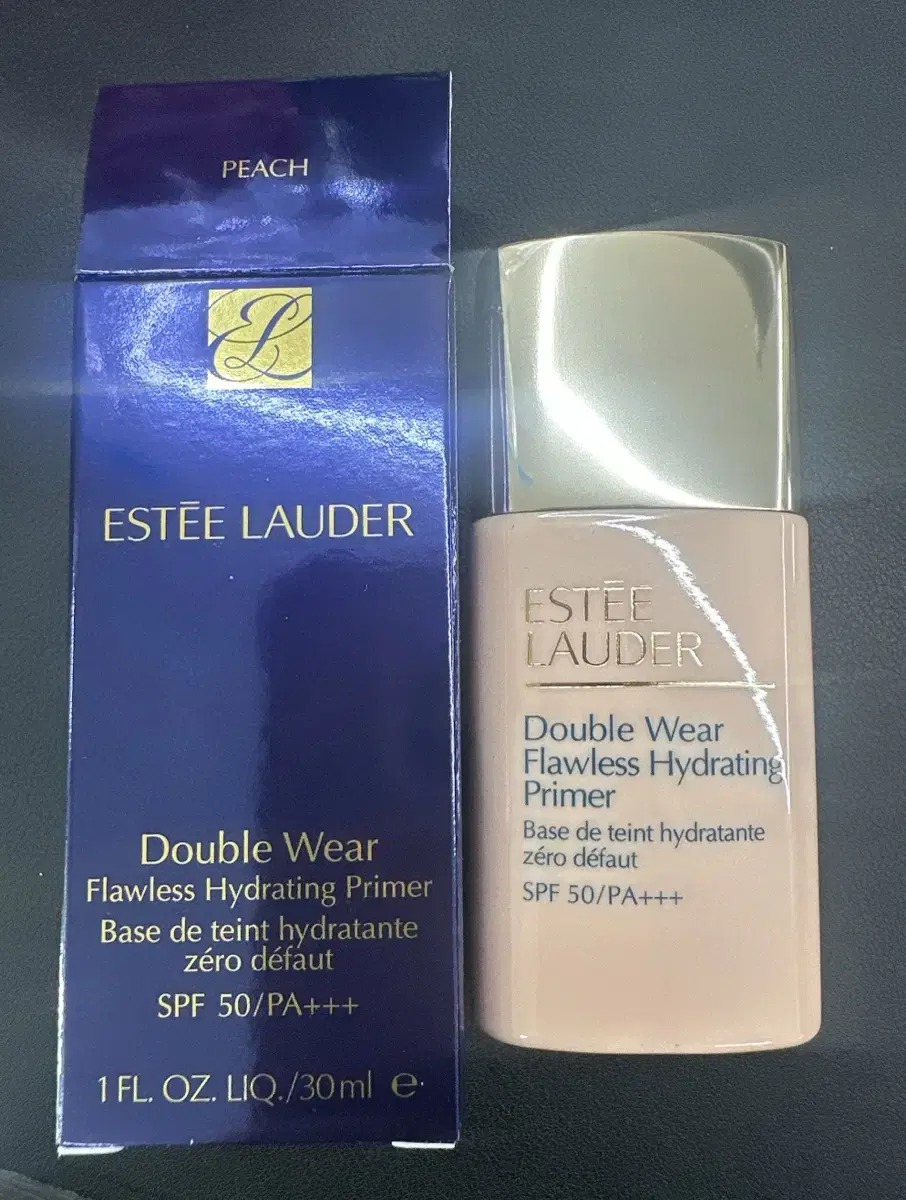 PEACH
ESTĒE LAUDER
Double Wear
Flawless Hydrating Primer
Base de teint hydratante
zéro défaut
SPF 50/PA+++
1 FL. OZ. LIQ./30ml e
ESTĒE
LAUDER
Double Wear
Flawless Hydrating
Primer
Base de teint hydratante
zéro défaut
SPF 50/PA+++